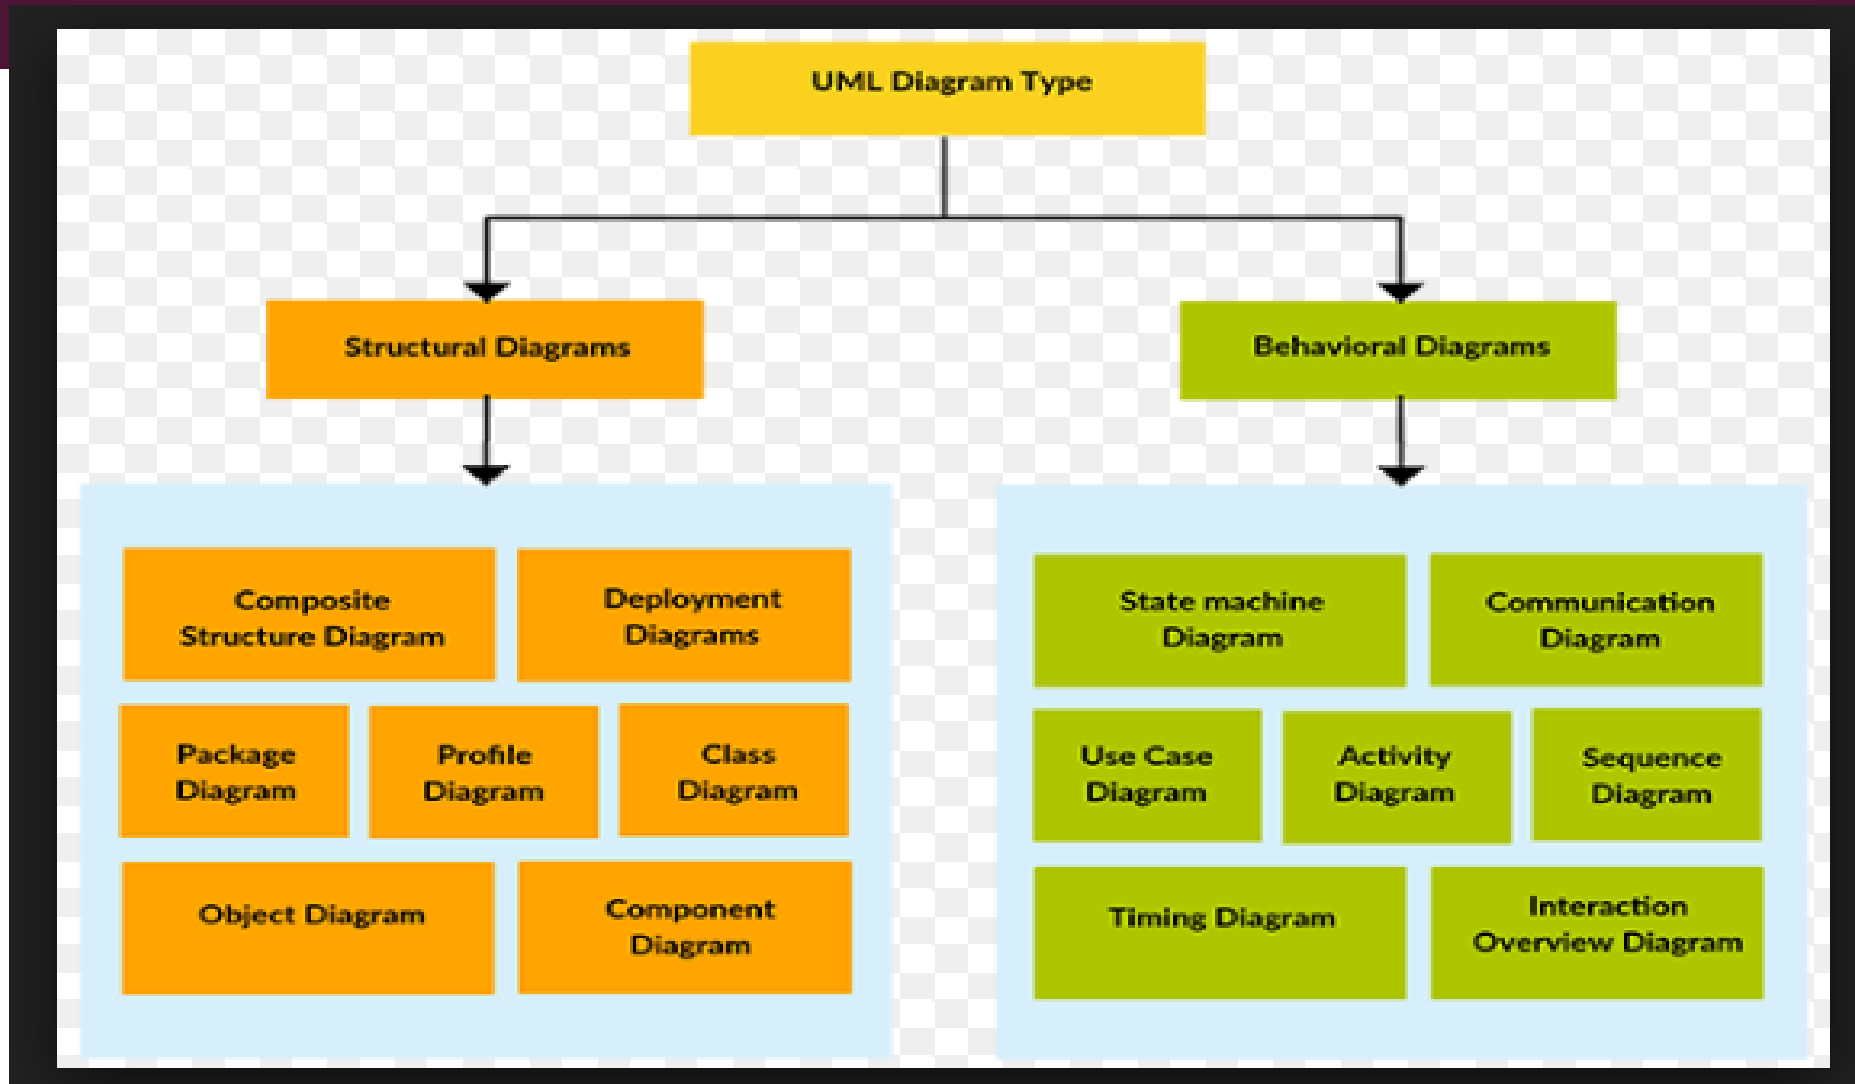 UML Diagram Type
Structural Diagrams
Behavioral Diagrams
Composite
Structure Diagram
Deployment
Diagrams
Package
Diagram
Profile
Diagram
Class
Diagram
Object Diagram
Component
Diagram
State machine
Diagram
Communication
Diagram
Use Case
Diagram
Activity
Diagram
Sequence
Diagram
Timing Diagram
Interaction
Overview Diagram